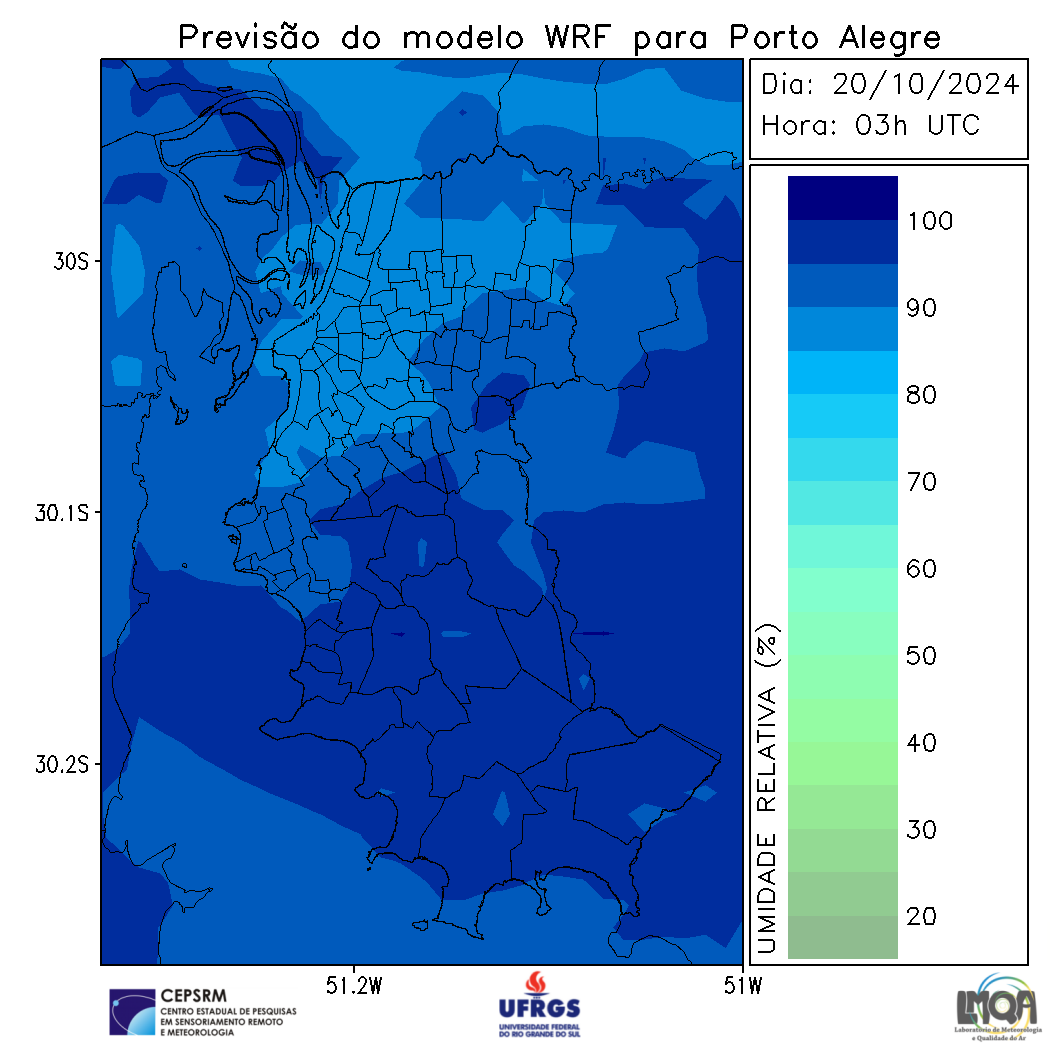 Previsão do modelo WRF para Porto Alegre
Dia: 20/10/2024
Hora: 03h UTC
30S
30.1S
30.2S
51.2W
51W
100
90
80
70
60
50
40
30
20
UMIDADE RELATIVA (%)
CEPSRM
CENTRO ESTADUAL DE PESQUISAS
EM SENSORIAMENTO REMOTO
E METEOROLOGIA
UFRGS
UNIVERSIDADE FEDERAL
DO RIO GRANDE DO SUL
LMQA
Laboratório de Meteorologia
e Qualidade do Ar